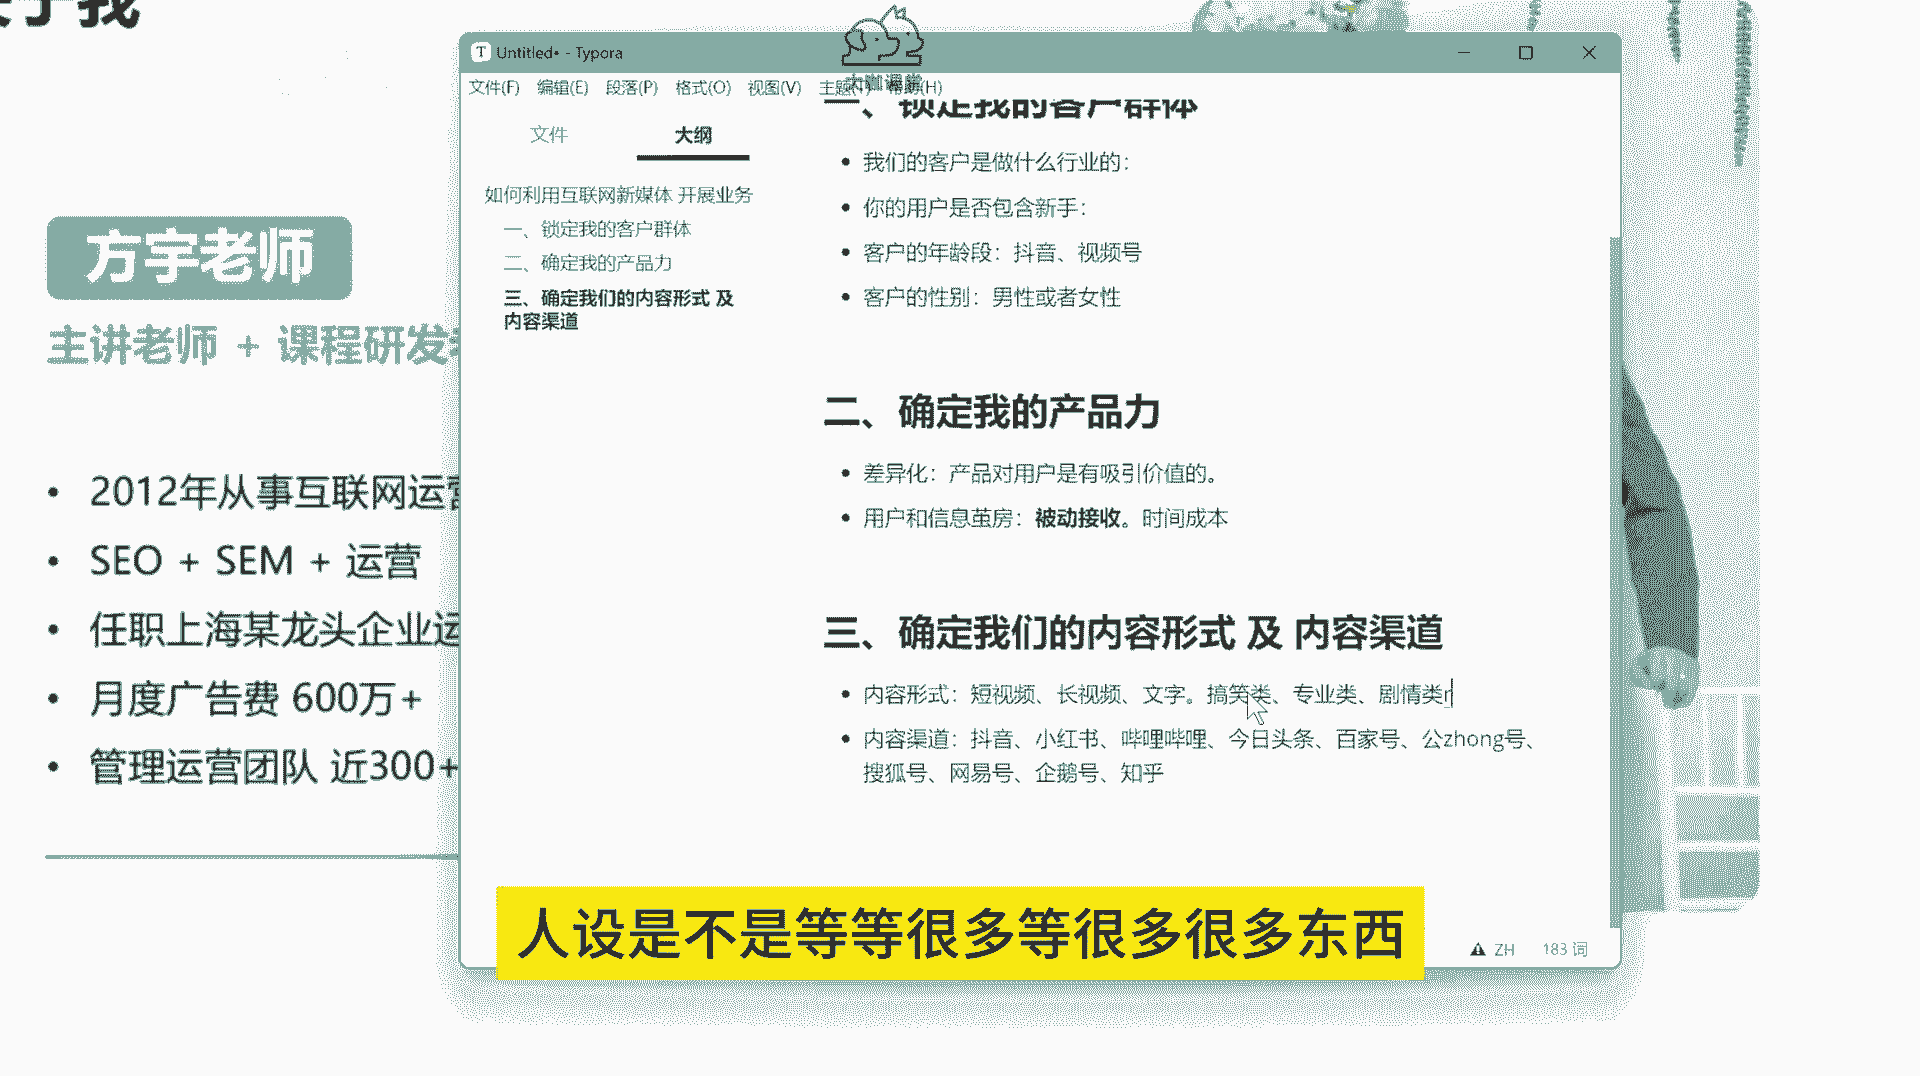 关于我
方宇老师
主讲老师 + 课程研发
2012年从事互联网运营
SEO + SEM + 运营
任职上海某龙头企业运
月度广告费 600万+
管理运营团队 近300+
Untitled• - Typora
文件(F) 编辑(E) 段落(P) 格式(O) 视图(V) 主题(T) 帮助(H)
文件 大纲
如何利用互联网新媒体 开展业务
一、锁定我的客户群体
二、确定我的产品力
三、确定我们的内容形式 及
内容渠道
一、锁定我的客户群体
我们的客户是做什么行业的：
你的用户是否包含新手：
客户的年龄段：抖音、视频号
客户的性别：男性或者女性
二、确定我的产品力
差异化：产品对用户是有吸引价值的。
用户和信息茧房：被动接收。时间成本
三、确定我们的内容形式 及 内容渠道
内容形式：短视频、长视频、文字。搞笑类、专业类、剧情类r
内容渠道：抖音、小红书、哔哩哔哩、今日头条、百家号、公zhong号、
搜狐号、网易号、企鹅号、知乎
人设是不是等等很多等很多很多东西
ZH 183 词